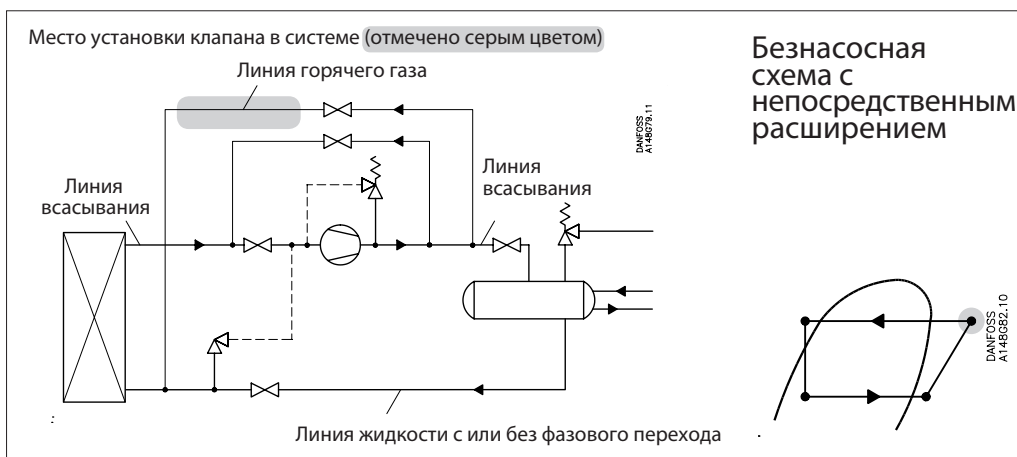 Место установки клапана в системе (отмечено серым цветом)
Линия горячего газа
Линия
всасывания
Линия
всасывания
Линия жидкости с или без фазового перехода
DANFOSS
A148G79.11
Безнасосная
схема с
непосредственным
расширением
DANFOSS
A148G82.10